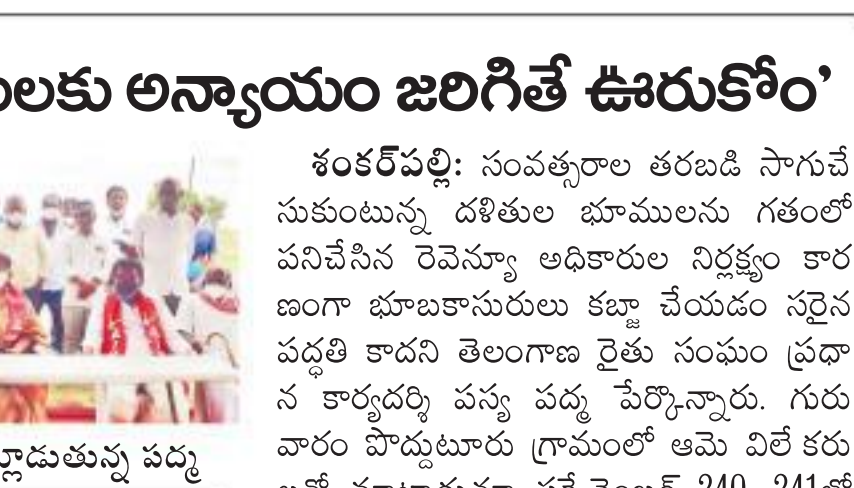 అన్యాయం జరిగితే ఊరుకోం’
శంకర్‌పల్లి: సంవత్సరాల తరబడి సాగుచే
సుకుంటున్న దళితుల భూములను గతంలో
పనిచేసిన రెవెన్యూ అధికారుల నిర్లక్ష్యం కార
ణంగా భూబకాసురులు కబ్జా చేయడం సరైన
పద్ధతి కాదని తెలంగాణ రైతు సంఘం ప్రధా
న కార్యదర్శి పస్య పద్మ పేర్కొన్నారు. గురు
వారం పొద్దుటూరు గ్రామంలో ఆమె విలేకరు
పద్మ